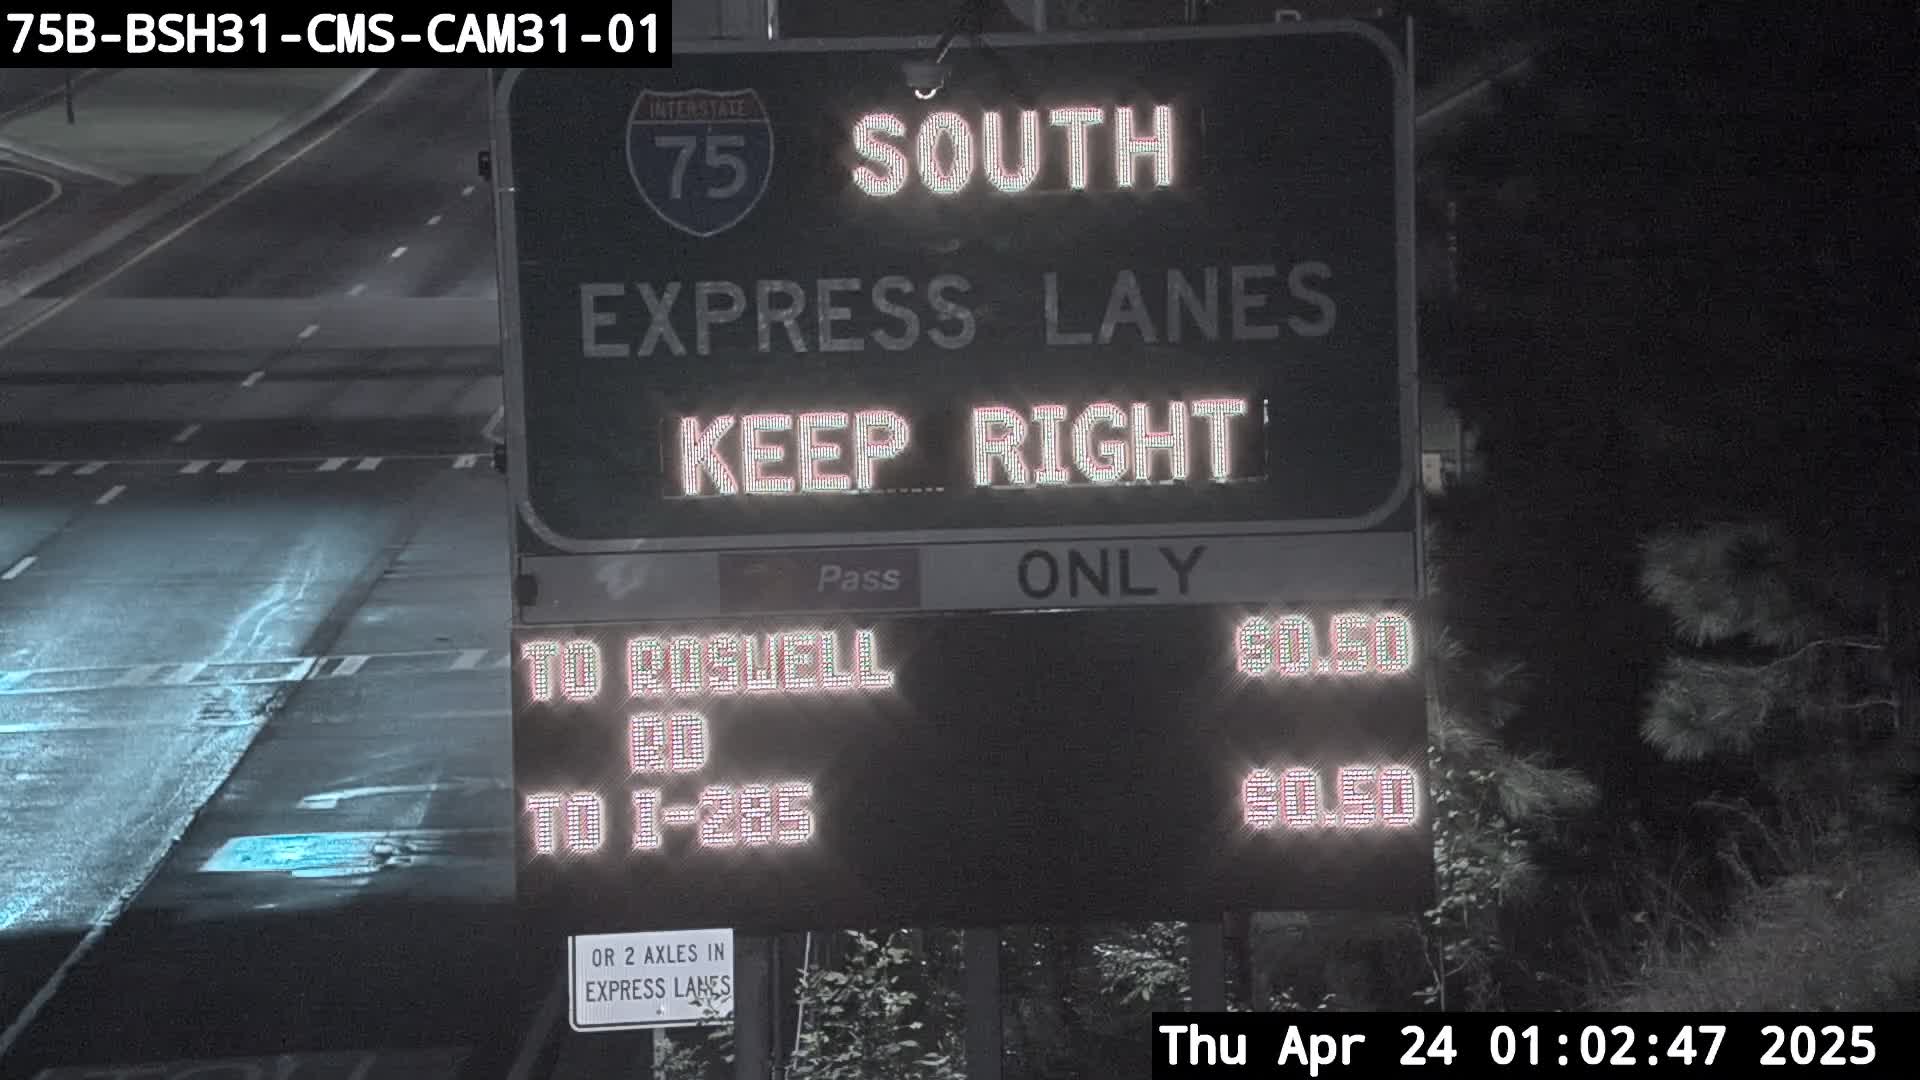 75B-BSH31-CMS-CAM31-01
INTERSTATE
75
SOUTH
EXPRESS LANES
KEEP RIGHT
Pass ONLY
TO ROSWELL $0.50
RD
TO I-285 $0.50
OR 2 AXLES IN
EXPRESS LANES
Thu Apr 24 01:02:47 2025